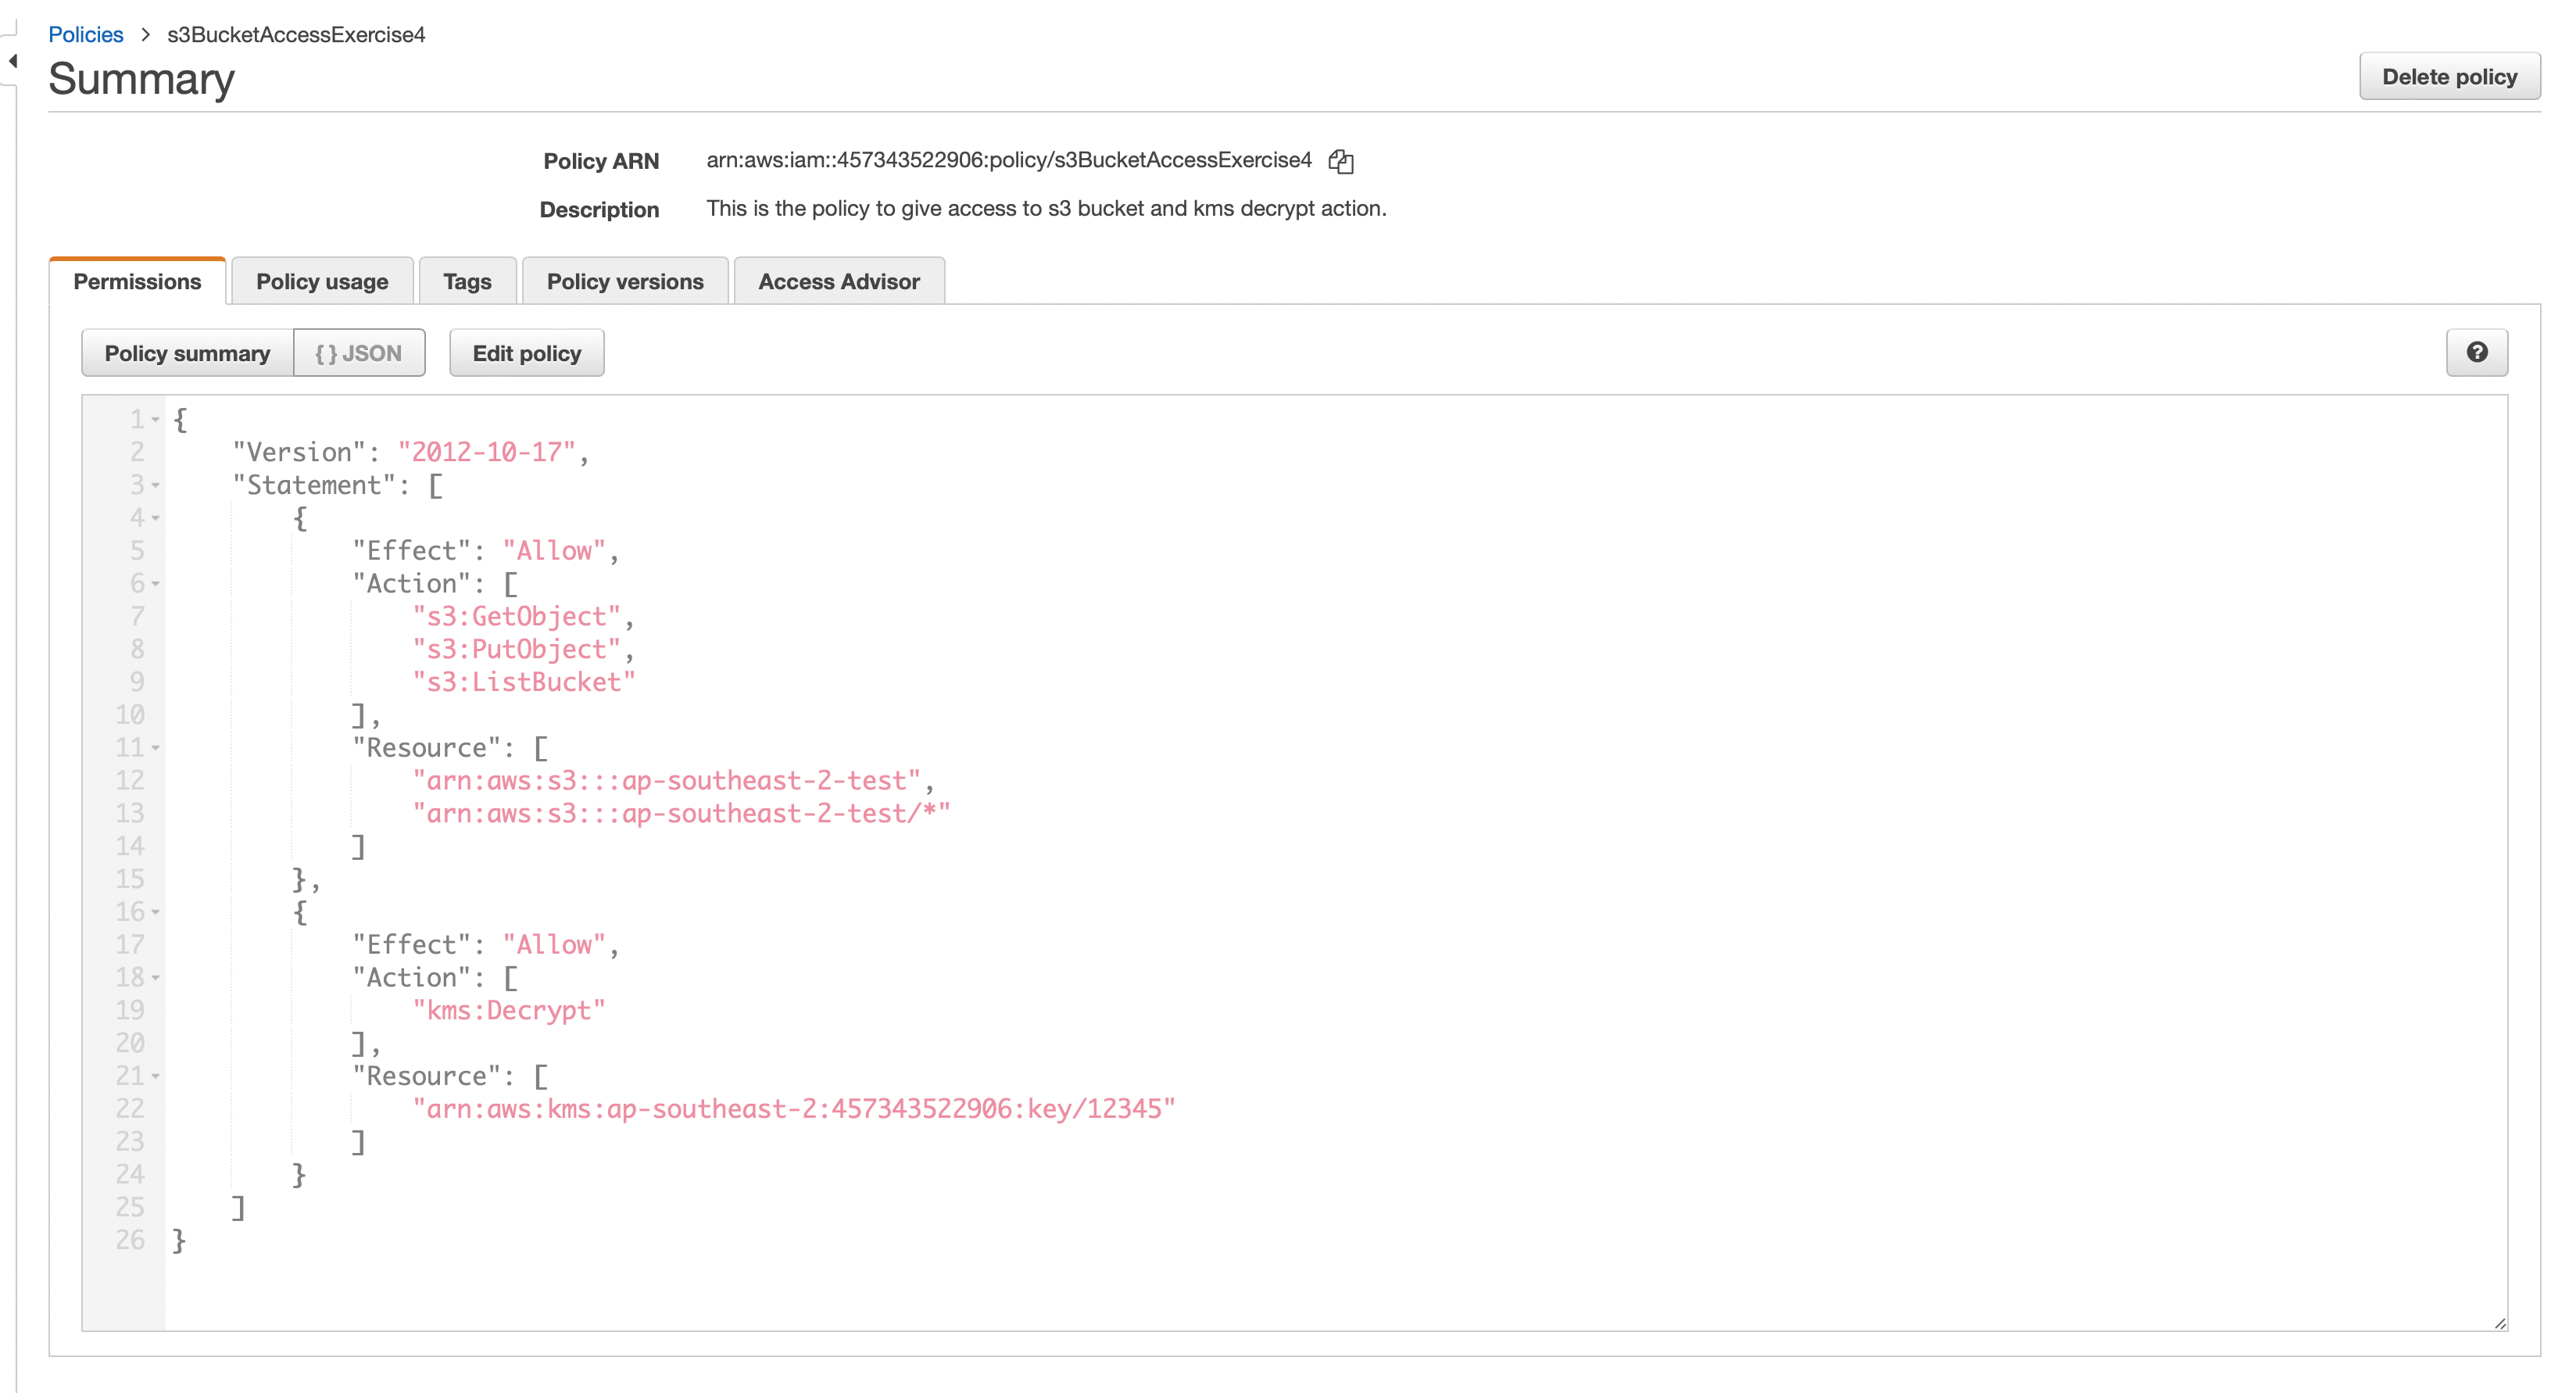 Policies > s3BucketAccessExercise4
Summary
Delete policy
Policy ARN arn:aws:iam::457343522906:policy/s3BucketAccessExercise4
Description This is the policy to give access to s3 bucket and kms decrypt action.
Permissions Policy usage Tags Policy versions Access Advisor
Policy summary { } JSON Edit policy ?
1 {
2     "Version": "2012-10-17",
3     "Statement": [
4         {
5             "Effect": "Allow",
6             "Action": [
7                 "s3:GetObject",
8                 "s3:PutObject",
9                 "s3:ListBucket"
10             ],
11             "Resource": [
12                 "arn:aws:s3:::ap-southeast-2-test",
13                 "arn:aws:s3:::ap-southeast-2-test/*"
14             ]
15         },
16         {
17             "Effect": "Allow",
18             "Action": [
19                 "kms:Decrypt"
20             ],
21             "Resource": [
22                 "arn:aws:kms:ap-southeast-2:457343522906:key/12345"
23             ]
24         }
25     ]
26 }